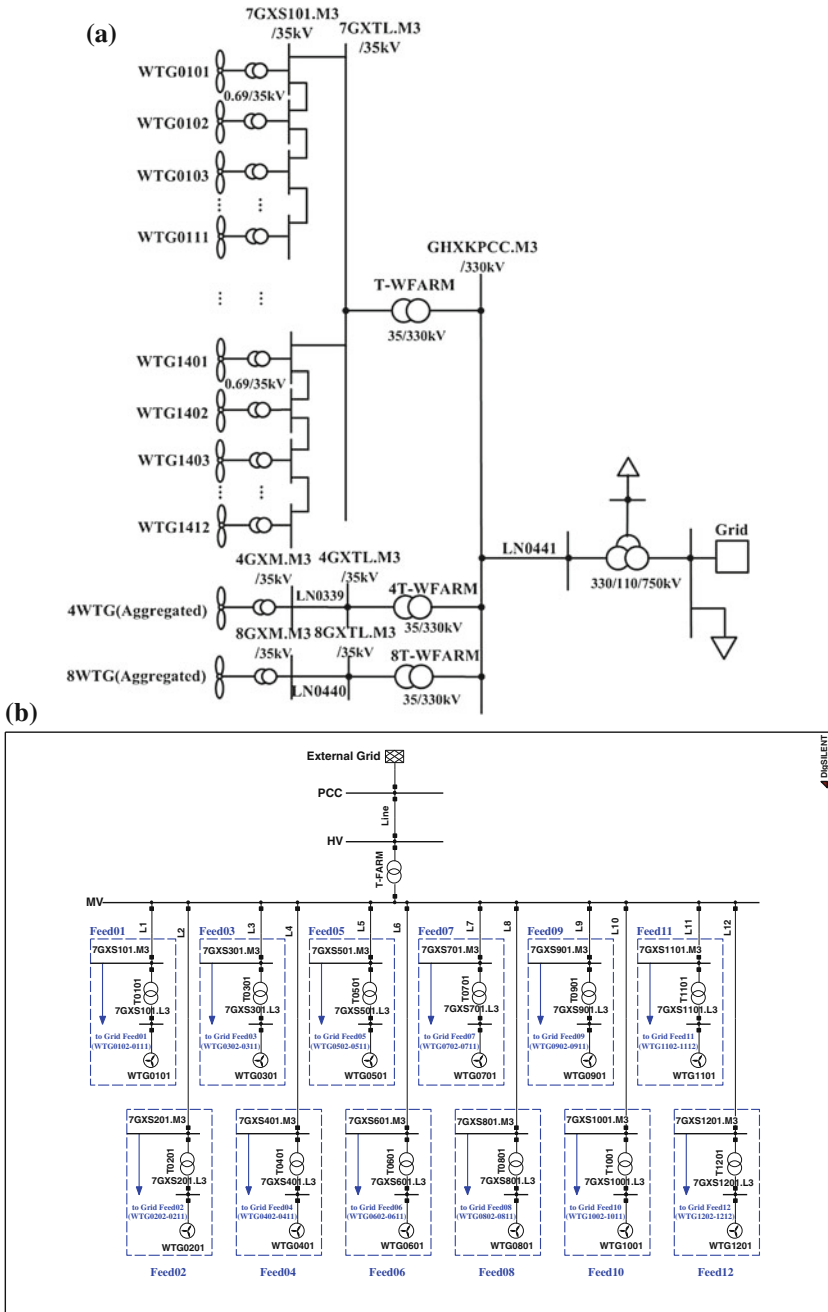 (a)
7GXS101.M3
/35kV
7GXTL.M3
/35kV
WTG0101
0.69/35kV
WTG0102
WTG0103
WTG0111
GHXKPCC.M3
/330kV
T-WFARM
35/330kV
WTG1401
0.69/35kV
WTG1402
WTG1403
WTG1412
4GXM.M3
/35kV
4GXTL.M3
/35kV
LN0339
4WTG(Aggregated)
4T-WFARM
35/330kV
8GXM.M3
/35kV
8GXTL.M3
/35kV
LN0440
8WTG(Aggregated)
8T-WFARM
35/330kV
LN0441
330/110/750kV
Grid
(b)
DIgSILENT
External Grid
PCC
Line
HV
T-FARM
MV
L1
L2
L3
L4
L5
L6
L7
L8
L9
L10
L11
L12
Feed01
7GXS101.M3
T0101
7GXS101.L3
to Grid Feed01
(WTG0102-0111)
WTG0101
Feed03
7GXS301.M3
T0301
7GXS301.L3
to Grid Feed03
(WTG0302-0311)
WTG0301
Feed05
7GXS501.M3
T0501
7GXS501.L3
to Grid Feed05
(WTG0502-0511)
WTG0501
Feed07
7GXS701.M3
T0701
7GXS701.L3
to Grid Feed07
(WTG0702-0711)
WTG0701
Feed09
7GXS901.M3
T0901
7GXS901.L3
to Grid Feed09
(WTG0902-0911)
WTG0901
Feed11
7GXS1101.M3
T1101
7GXS1101.L3
to Grid Feed11
(WTG1102-1112)
WTG1101
7GXS201.M3
T0201
7GXS201.L3
to Grid Feed02
(WTG0202-0211)
WTG0201
Feed02
7GXS401.M3
T0401
7GXS401.L3
to Grid Feed04
(WTG0402-0411)
WTG0401
Feed04
7GXS601.M3
T0601
7GXS601.L3
to Grid Feed06
(WTG0602-0611)
WTG0601
Feed06
7GXS801.M3
T0801
7GXS801.L3
to Grid Feed08
(WTG0802-0811)
WTG0801
Feed08
7GXS1001.M3
T1001
7GXS1001.L3
to Grid Feed10
(WTG1002-1011)
WTG1001
Feed10
7GXS1201.M3
T1201
7GXS1201.L3
to Grid Feed12
(WTG1202-1212)
WTG1201
Feed12